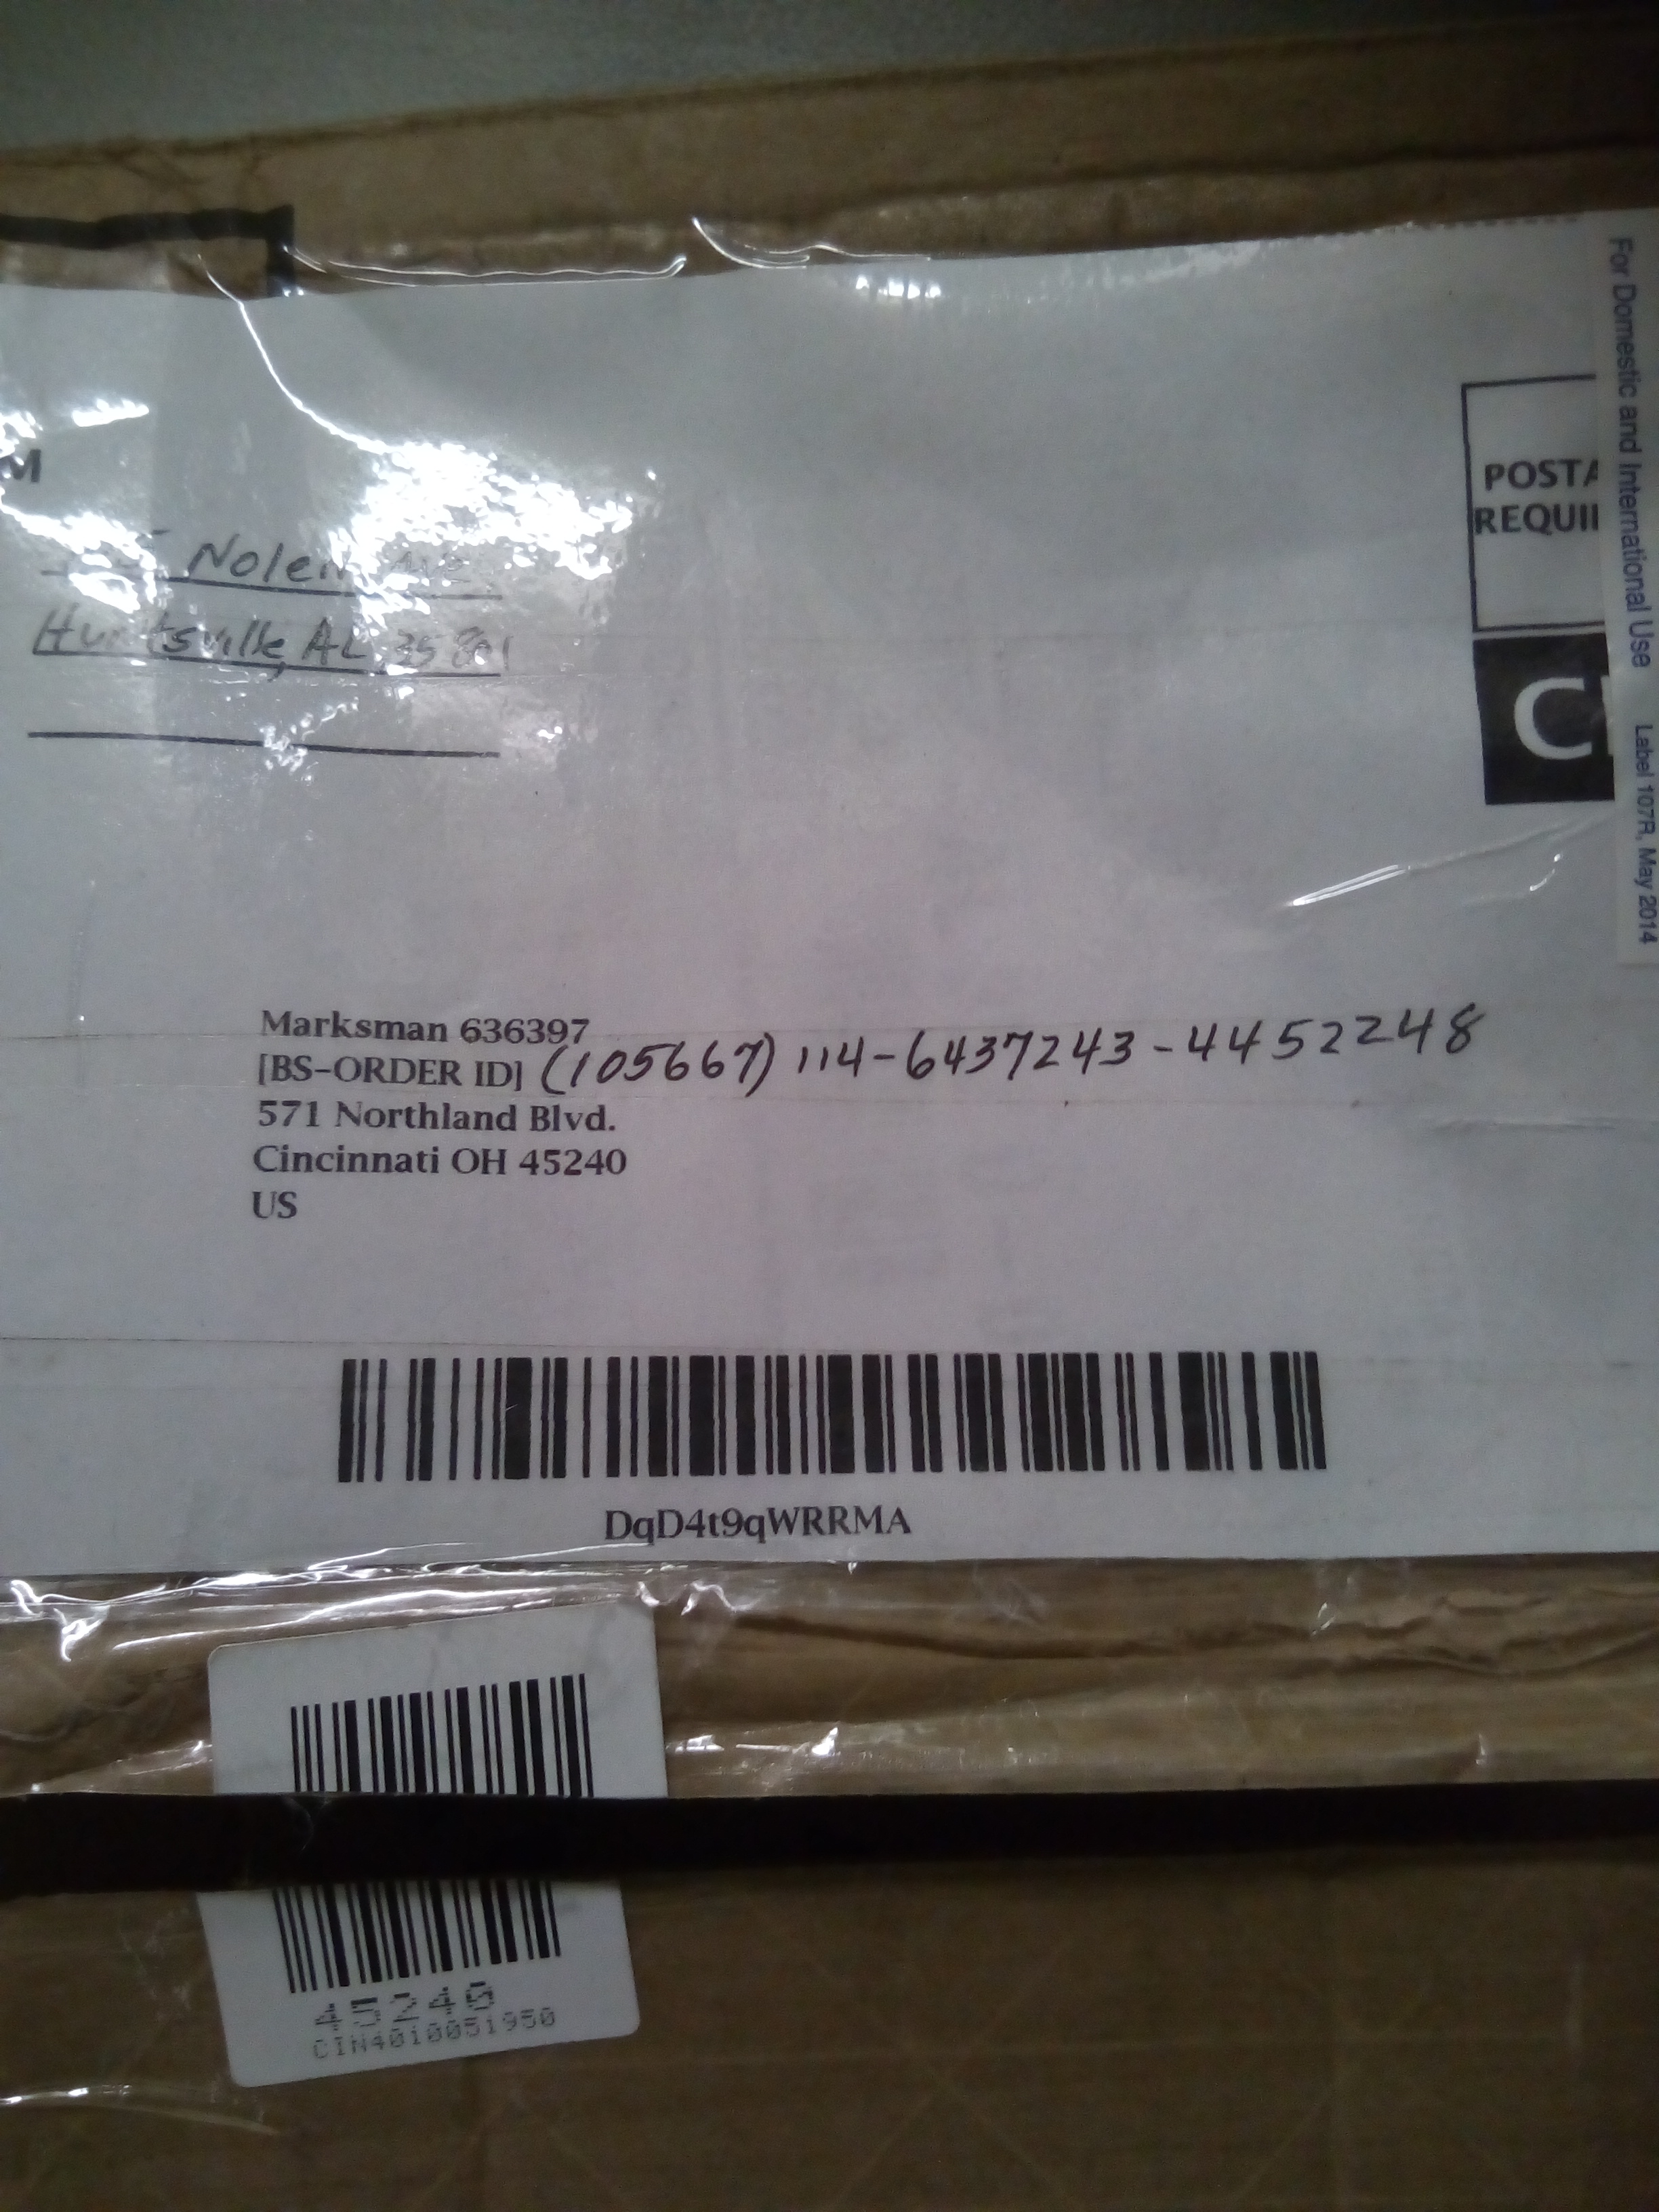 M
Nolen Ave
Huntsville, AL, 35801
POSTA
REQUI
C
For Domestic and International Use Label 107R, May 2014
Marksman 636397
[BS-ORDER ID] (105667) 114-6437243-4452248
571 Northland Blvd.
Cincinnati OH 45240
US
DqD4t9qWRRMA
45240
CIN4010051950